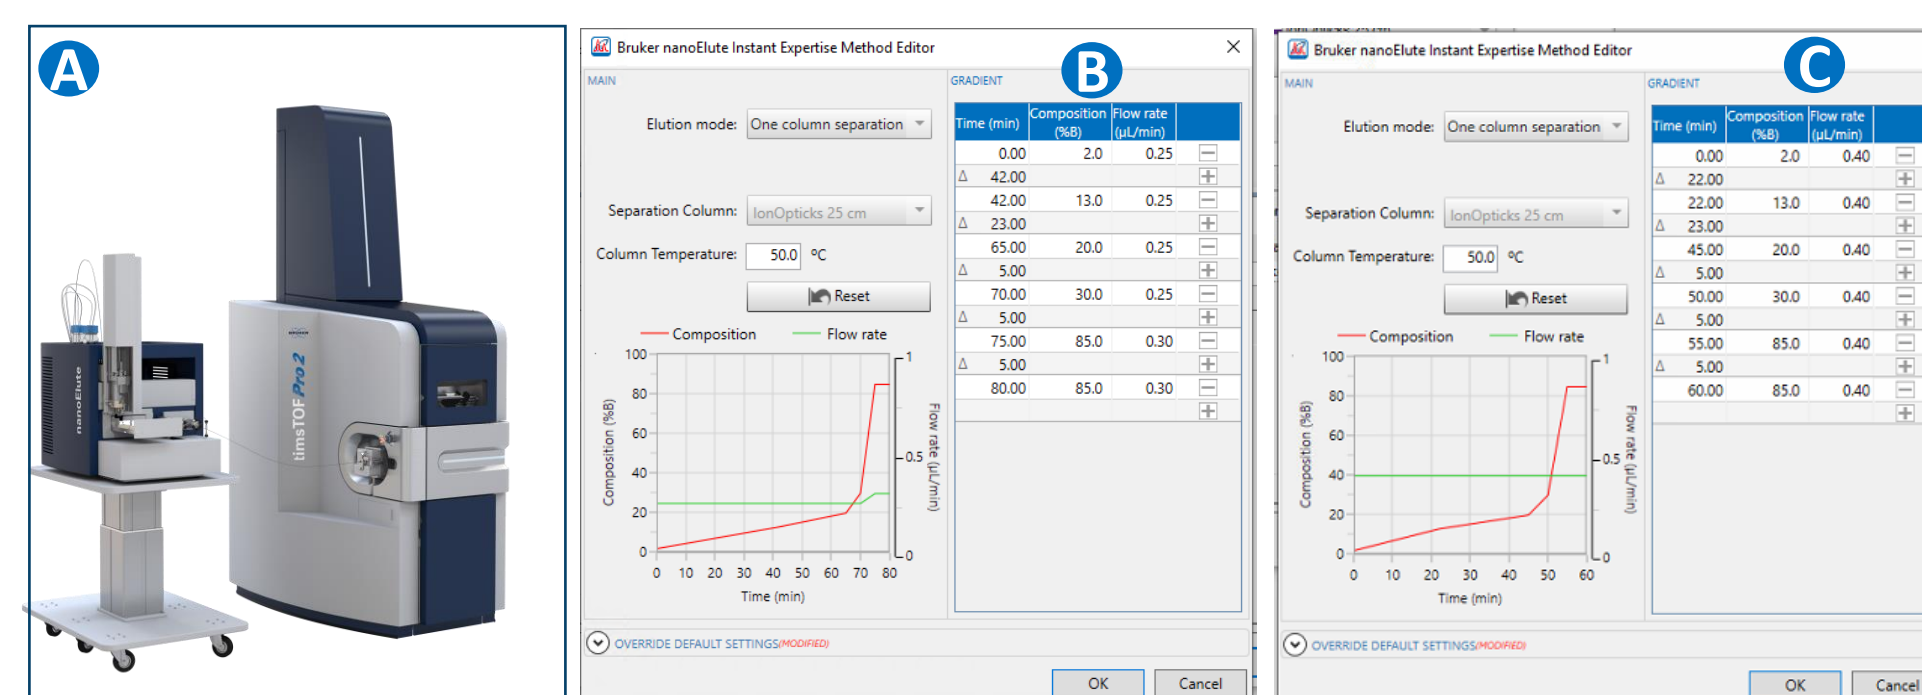 A
nanoElute
BRUKER
timsTOF Pro 2
Bruker nanoElute Instant Expertise Method Editor
B
MAIN
Elution mode: One column separation
Separation Column: IonOpticks 25 cm
Column Temperature: 50.0 ºC
Reset
Composition Flow rate
100
80
60
40
20
0
Composition (%B)
1
0.5
0
Flow rate (µL/min)
0 10 20 30 40 50 60 70 80
Time (min)
GRADIENT
Time (min) Composition (%B) Flow rate (µL/min)
0.00 2.0 0.25
Δ 42.00
42.00 13.0 0.25
Δ 23.00
65.00 20.0 0.25
Δ 5.00
70.00 30.0 0.25
Δ 5.00
75.00 85.0 0.30
Δ 5.00
80.00 85.0 0.30
OVERRIDE DEFAULT SETTINGS(MODIFIED)
OK Cancel
Bruker nanoElute Instant Expertise Method Editor
C
MAIN
Elution mode: One column separation
Separation Column: IonOpticks 25 cm
Column Temperature: 50.0 ºC
Reset
Composition Flow rate
100
80
60
40
20
0
Composition (%B)
1
0.5
0
Flow rate (µL/min)
0 10 20 30 40 50 60
Time (min)
GRADIENT
Time (min) Composition (%B) Flow rate (µL/min)
0.00 2.0 0.40
Δ 22.00
22.00 13.0 0.40
Δ 23.00
45.00 20.0 0.40
Δ 5.00
50.00 30.0 0.40
Δ 5.00
55.00 85.0 0.40
Δ 5.00
60.00 85.0 0.40
OVERRIDE DEFAULT SETTINGS(MODIFIED)
OK Cancel